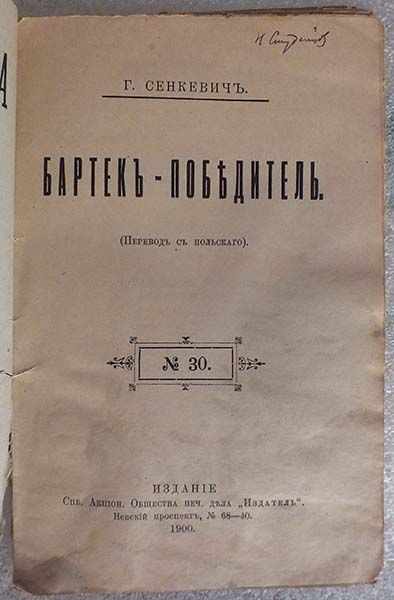 Г. СЕНКЕВИЧЪ.
БАРТЕКЪ - ПОБѢДИТЕЛЬ.
(ПЕРЕВОДЪ СЪ ПОЛЬСКАГО).
№ 30.
ИЗДАНІЕ
СПБ. АКЦІОН. ОБЩЕСТВА ПЕЧ. ДѢЛА „ИЗДАТЕЛЬ“.
НЕВСКІЙ ПРОСПЕКТЪ, № 68—40.
1900.